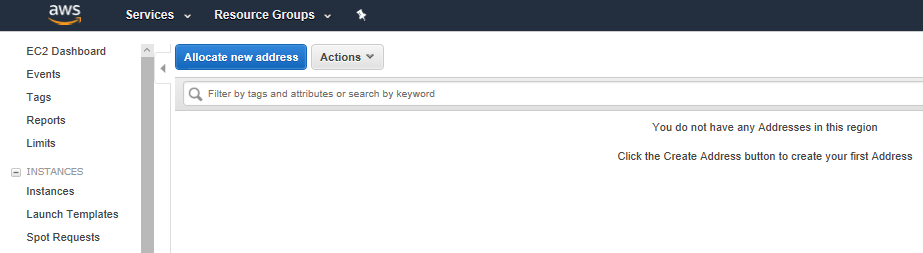 aws Services Resource Groups
EC2 Dashboard
Events
Tags
Reports
Limits
INSTANCES
Instances
Launch Templates
Spot Requests
Allocate new address Actions
Filter by tags and attributes or search by keyword
You do not have any Addresses in this region
Click the Create Address button to create your first Address